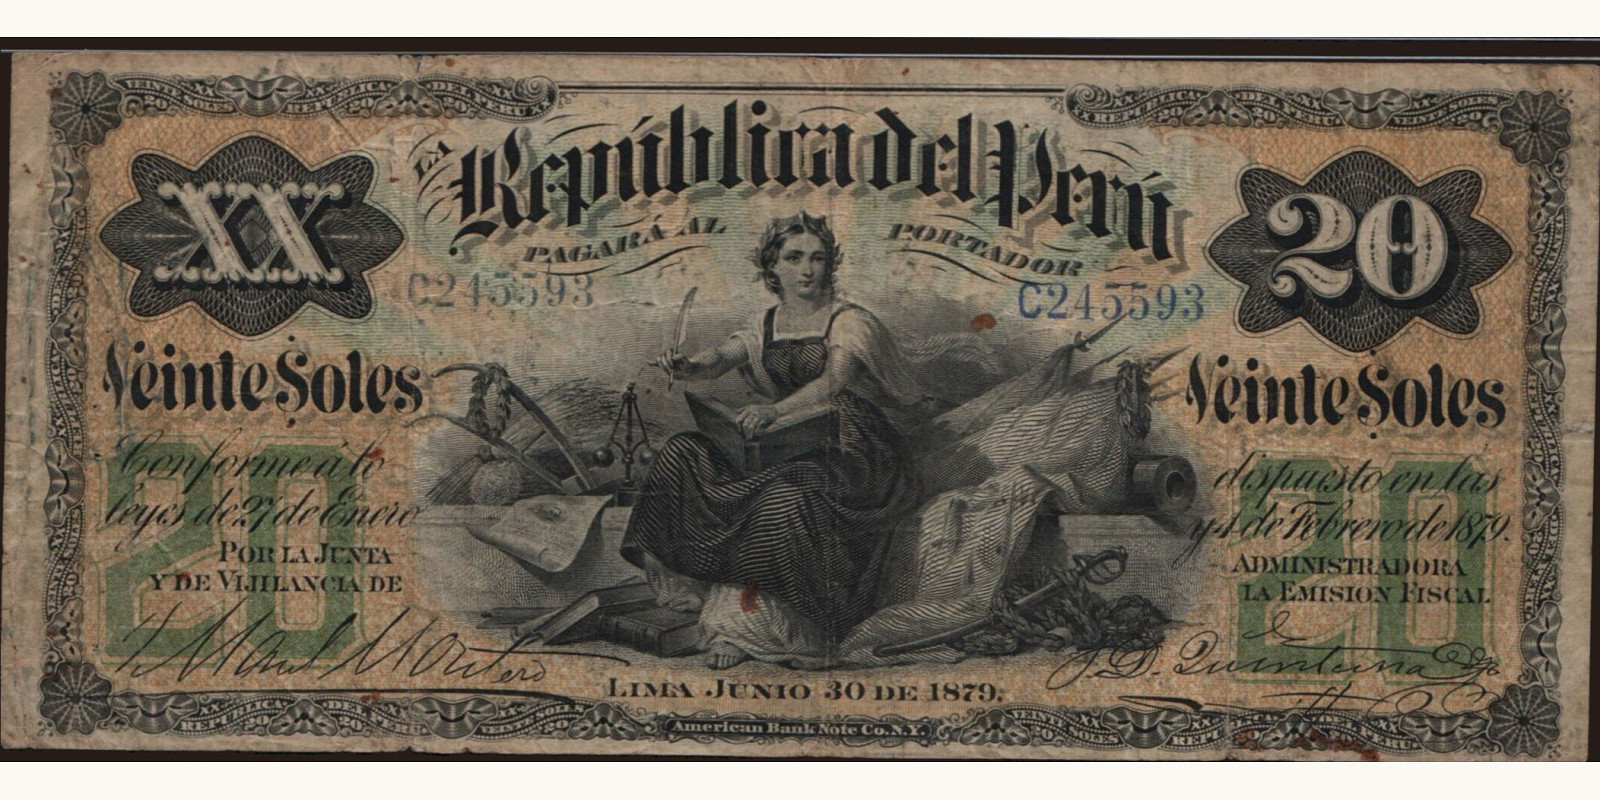 LA República del Perú
PAGARÁ AL PORTADOR
XX
20
C245593
C245593
Veinte Soles
Veinte Soles
Conforme á lo dispuesto en las
leyes de 27 de Enero y 4 de Febrero de 1879.
POR LA JUNTA ADMINISTRADORA
Y DE VIJILANCIA DE LA EMISION FISCAL
20
20
LIMA JUNIO 30 DE 1879.
American Bank Note Co. N.Y.